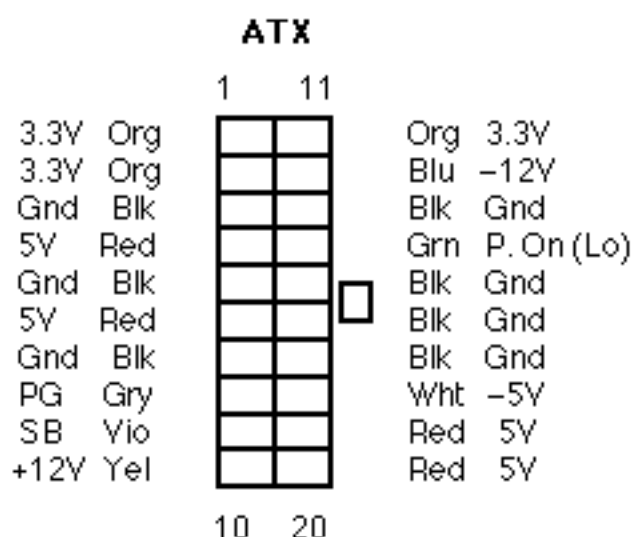 ATX
1 11
3.3V Org Org 3.3V
3.3V Org Blu -12V
Gnd Blk Blk Gnd
5V Red Grn P.On(Lo)
Gnd Blk Blk Gnd
5V Red Blk Gnd
Gnd Blk Blk Gnd
PG Gry Wht -5V
SB Vio Red 5V
+12V Yel Red 5V
10 20